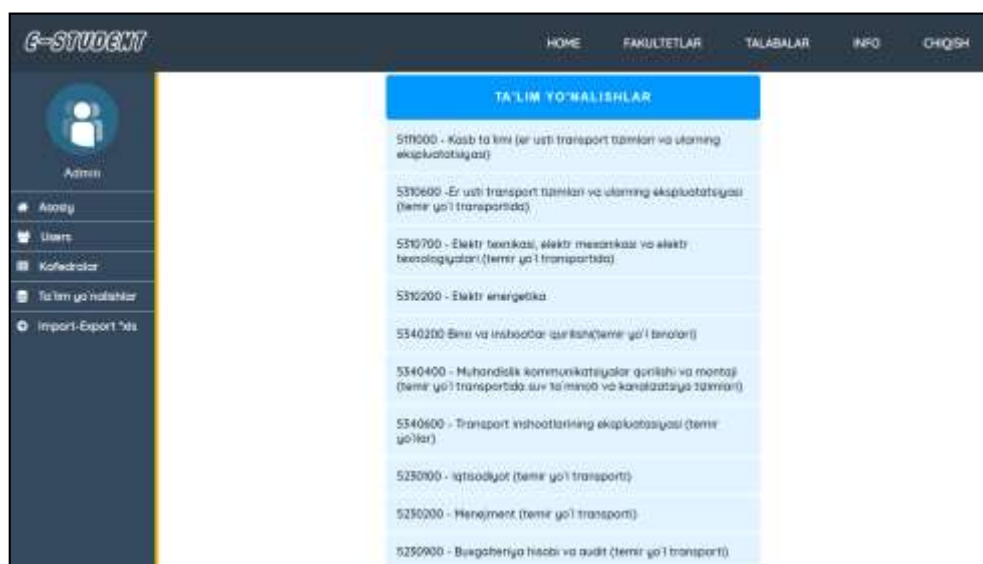 E-STUDENT
HOME FAKULTETLAR TALABALAR INFO CHIQISH
Admin
Asosiy
Users
Kafedralar
Ta'lim yo'nalishlar
Import-Export *xls
TA'LIM YO'NALISHLAR
5111000 - Kasb ta'limi (er usti transport tizimlari va ularning
ekspluatatsiyasi)
5310600 -Er usti transport tizimlari va ularning ekspluatatsiyasi
(temir yo'l transportida)
5310700 - Elektr texnikasi, elektr mexanikasi va elektr
texnologiyalari (temir yo'l transportida)
5310200 - Elektr energetika
5340200 Bino va inshootlar qurilishi(temir yo'l binolari)
5340400 - Muhandislik kommunikatsiyalar qurilishi va montaji
(temir yo'l transportida suv ta'minoti va kanalizatsiya tizimlari)
5340600 - Transport inshootlarining ekspluatasiyasi (temir
yo'llar)
5230100 - Iqtisodiyot (temir yo'l transporti)
5230200 - Menejment (temir yo'l transporti)
5230900 - Buxgalteriya hisobi va audit (temir yo'l transporti)